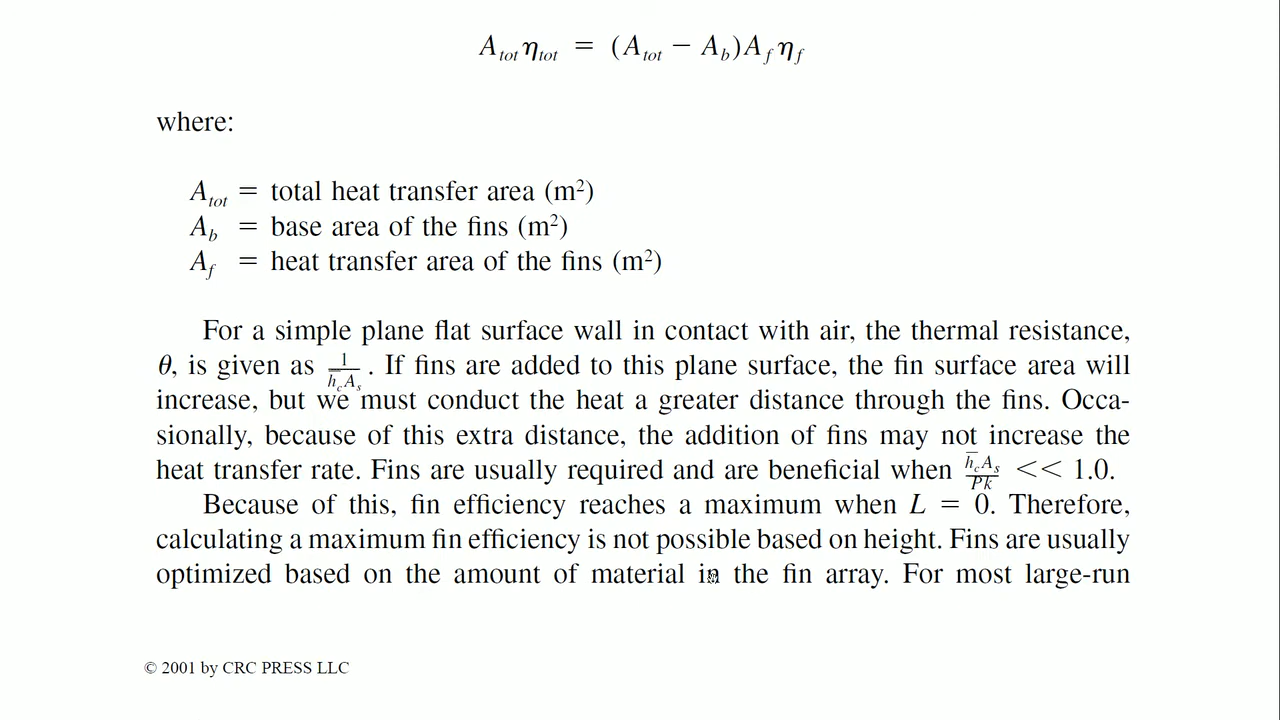 A_tot η_tot = (A_tot − A_b)A_f η_f
where:
A_tot = total heat transfer area (m²)
A_b = base area of the fins (m²)
A_f = heat transfer area of the fins (m²)
For a simple plane flat surface wall in contact with air, the thermal resistance,
θ, is given as 1/(h̄_c A_s). If fins are added to this plane surface, the fin surface area will
increase, but we must conduct the heat a greater distance through the fins. Occa-
sionally, because of this extra distance, the addition of fins may not increase the
heat transfer rate. Fins are usually required and are beneficial when h̄_c A_s/Pk << 1.0.
Because of this, fin efficiency reaches a maximum when L = 0. Therefore,
calculating a maximum fin efficiency is not possible based on height. Fins are usually
optimized based on the amount of material in the fin array. For most large-run
© 2001 by CRC PRESS LLC